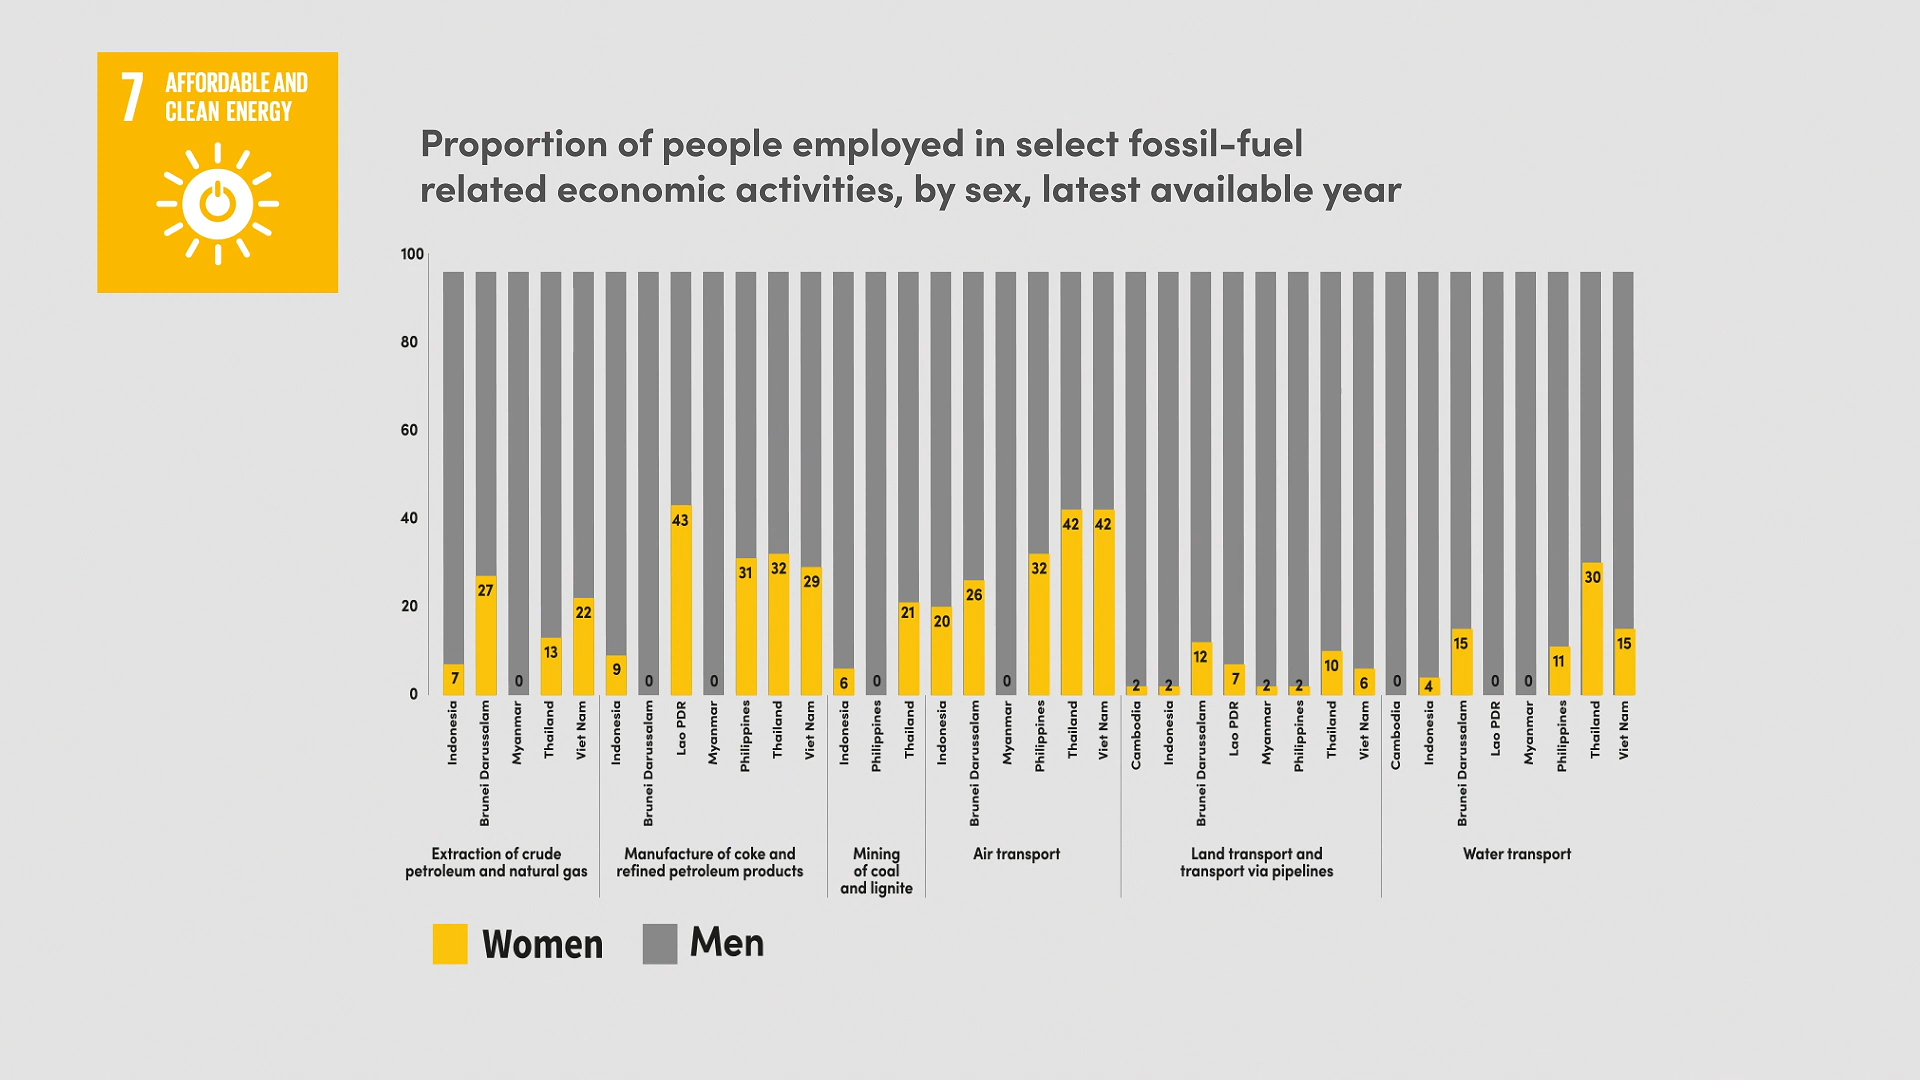 7 AFFORDABLE AND
CLEAN ENERGY
Proportion of people employed in select fossil-fuel
related economic activities, by sex, latest available year
100
80
60
40
20
0
7 27 0 13 22 9 0 43 0 31 32 29 6 0 21 20 26 0 32 42 42 2 2 12 7 2 2 10 6 0 4 15 0 0 11 30 15
Indonesia
Brunei Darussalam
Myanmar
Thailand
Viet Nam
Indonesia
Brunei Darussalam
Lao PDR
Myanmar
Philippines
Thailand
Viet Nam
Indonesia
Philippines
Thailand
Indonesia
Brunei Darussalam
Myanmar
Philippines
Thailand
Viet Nam
Cambodia
Indonesia
Brunei Darussalam
Lao PDR
Myanmar
Philippines
Thailand
Viet Nam
Cambodia
Indonesia
Brunei Darussalam
Lao PDR
Myanmar
Philippines
Thailand
Viet Nam
Extraction of crude
petroleum and natural gas
Manufacture of coke and
refined petroleum products
Mining
of coal
and lignite
Air transport
Land transport and
transport via pipelines
Water transport
Women
Men